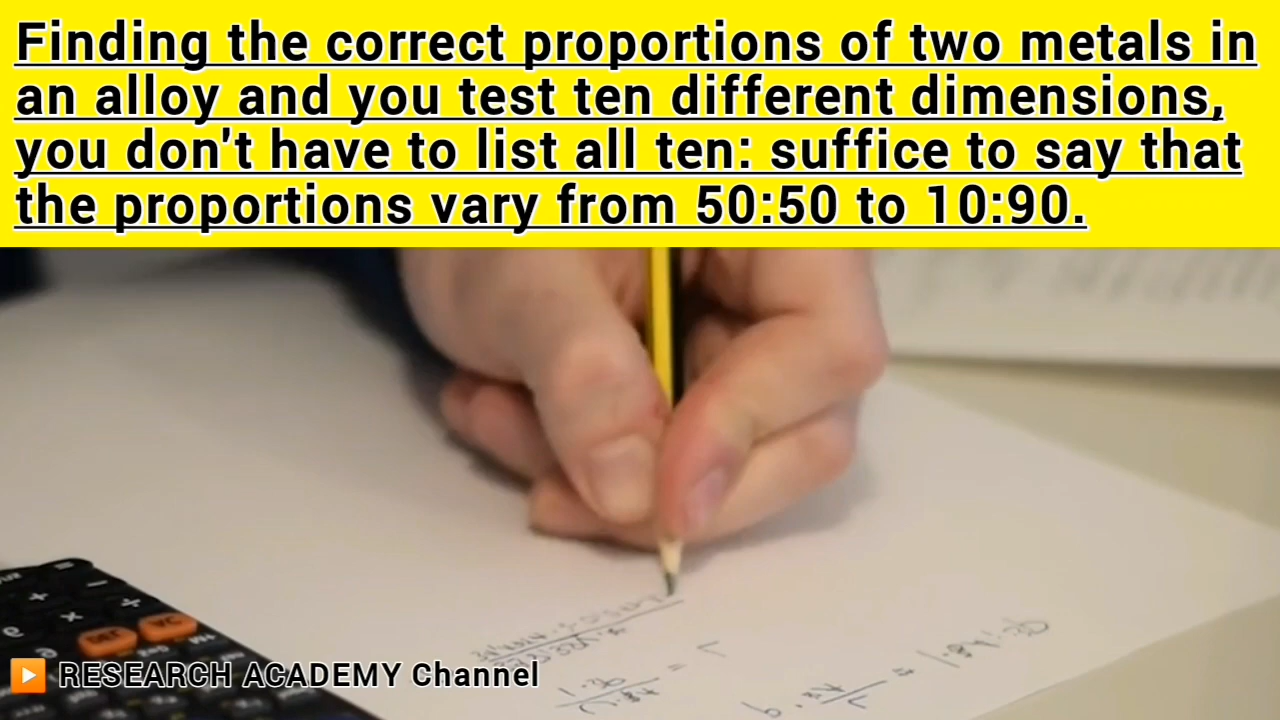 Finding the correct proportions of two metals in
an alloy and you test ten different dimensions,
you don't have to list all ten: suffice to say that
the proportions vary from 50:50 to 10:90.
RESEARCH ACADEMY Channel